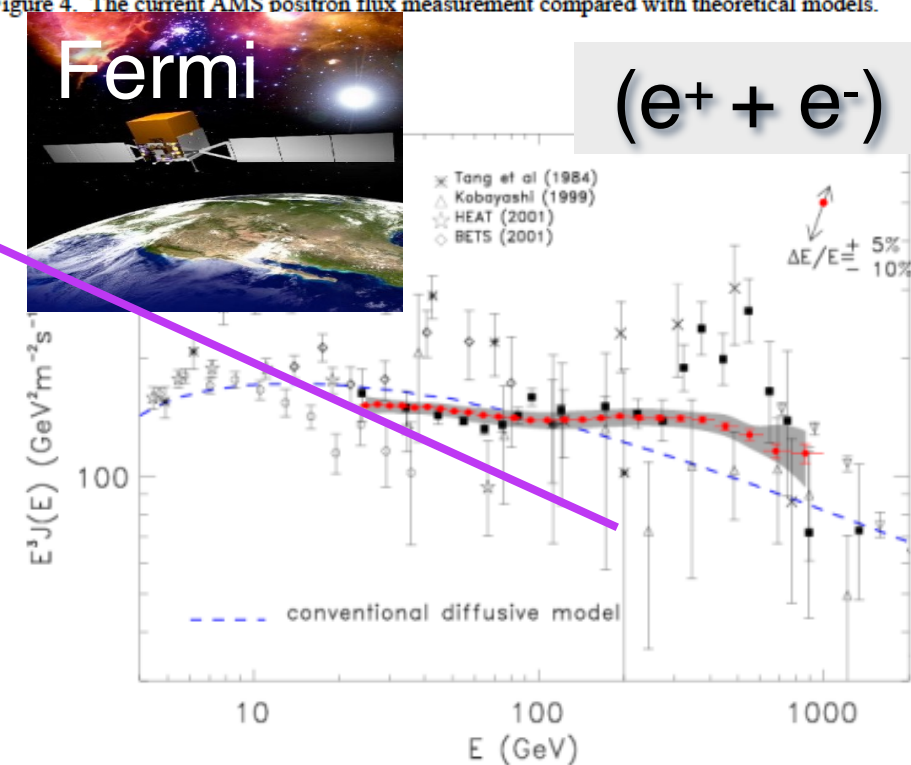 Figure 4. The current AMS positron flux measurement compared with theoretical models.
Fermi
(e⁺ + e⁻)
Tang et al (1984)
Kobayashi (1999)
HEAT (2001)
BETS (2001)
ΔE/E= + 5%
− 10%
E³J(E) (GeV²m⁻²s⁻¹
100
conventional diffusive model
10 100 1000
E (GeV)